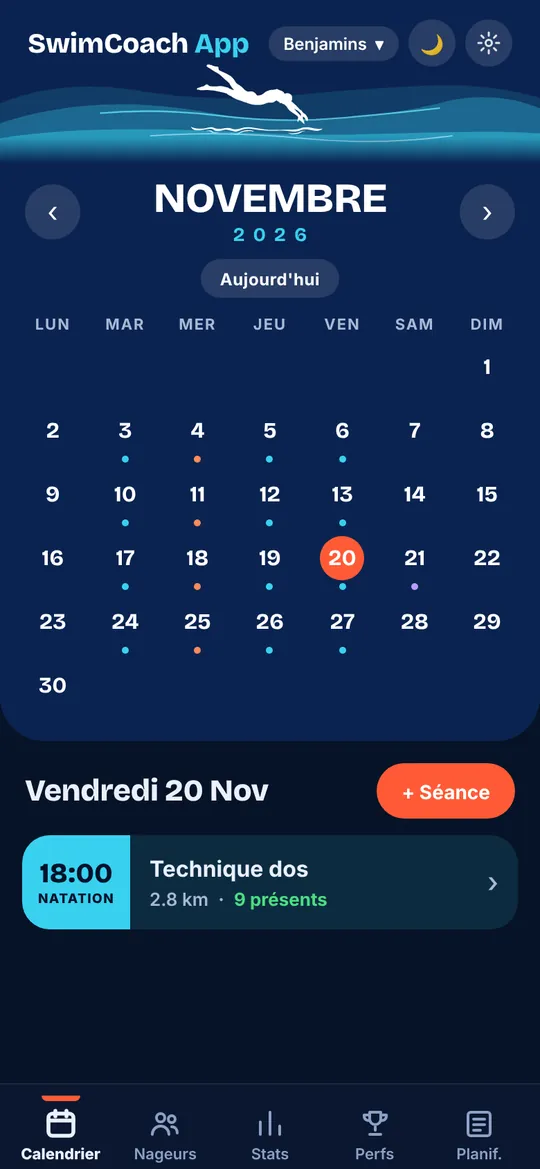 SwimCoach App
Benjamins ▼
‹
NOVEMBRE
›
2026
Aujourd'hui
LUN MAR MER JEU VEN SAM DIM
1
2 3 4 5 6 7 8
9 10 11 12 13 14 15
16 17 18 19 20 21 22
23 24 25 26 27 28 29
30
Vendredi 20 Nov
+ Séance
18:00
NATATION
Technique dos
2.8 km · 9 présents
›
Calendrier Nageurs Stats Perfs Planif.